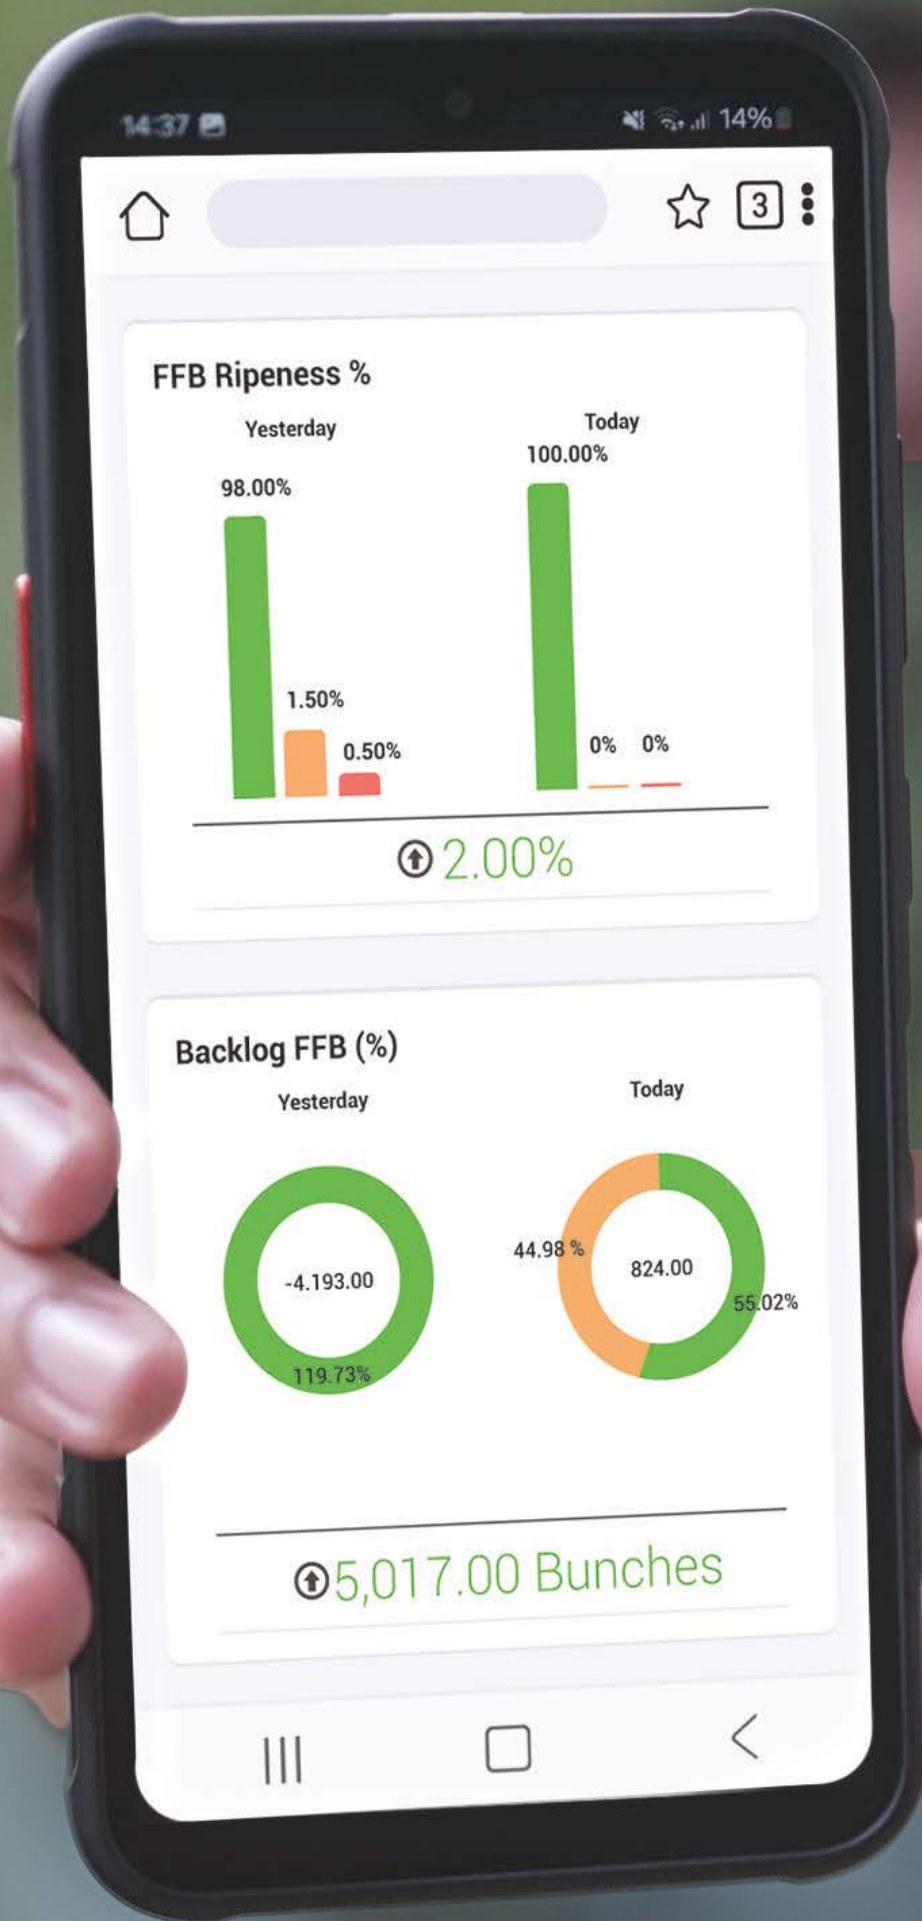 14:37
14%
3
FFB Ripeness %
Yesterday
Today
98.00%
100.00%
1.50%
0.50%
0%
0%
2.00%
Backlog FFB (%)
Yesterday
Today
-4.193.00
119.73%
44.98 %
824.00
55.02%
5,017.00 Bunches